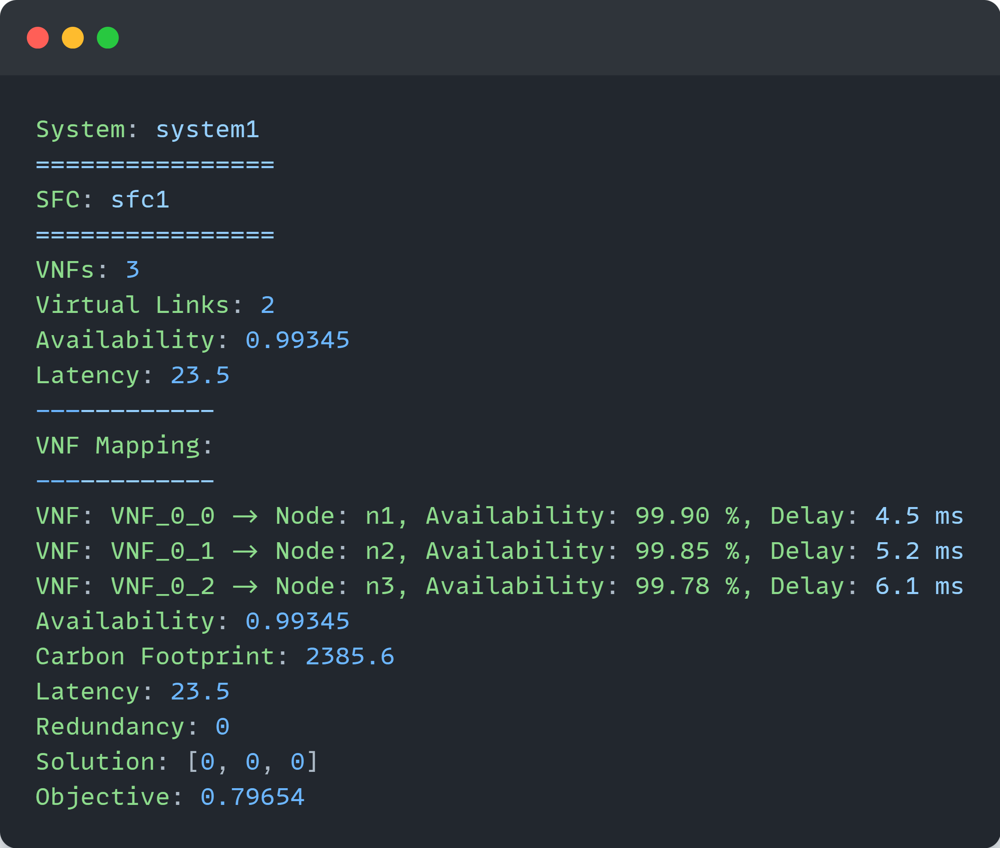 System: system1
================
SFC: sfc1
================
VNFs: 3
Virtual Links: 2
Availability: 0.99345
Latency: 23.5
------------
VNF Mapping:
------------
VNF: VNF_0_0 → Node: n1, Availability: 99.90 %, Delay: 4.5 ms
VNF: VNF_0_1 → Node: n2, Availability: 99.85 %, Delay: 5.2 ms
VNF: VNF_0_2 → Node: n3, Availability: 99.78 %, Delay: 6.1 ms
Availability: 0.99345
Carbon Footprint: 2385.6
Latency: 23.5
Redundancy: 0
Solution: [0, 0, 0]
Objective: 0.79654